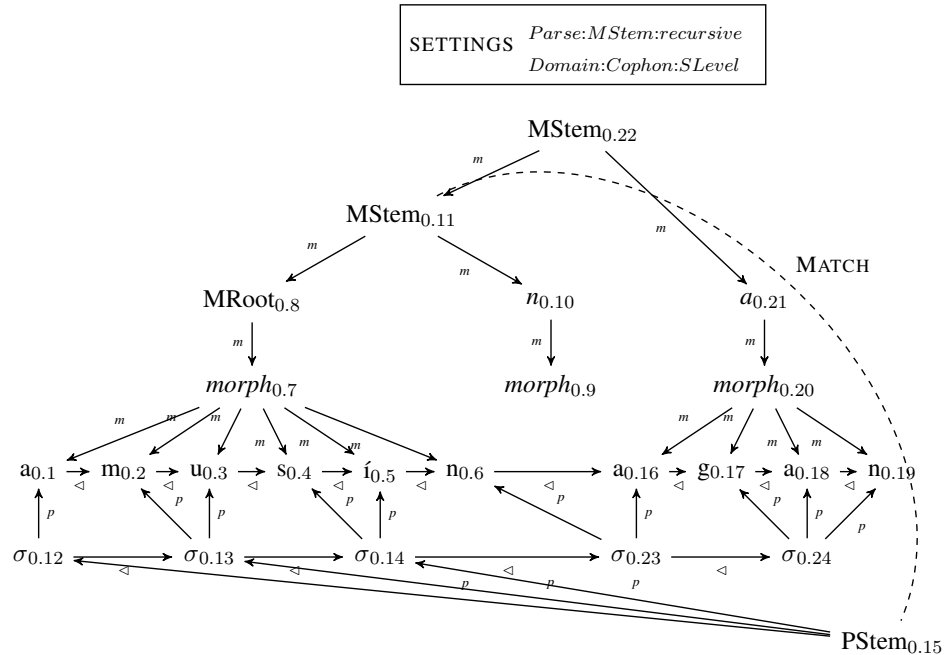 SETTINGS Parse:MStem:recursive
Domain:Cophon:SLevel
MStem0.22
m
MStem0.11
m m m
MATCH
MRoot0.8 n0.10 a0.21
m m m
morph0.7 morph0.9 morph0.20
m m m m m m m m m m
a0.1 m0.2 u0.3 s0.4 í0.5 n0.6 a0.16 g0.17 a0.18 n0.19
◁ ◁ ◁ ◁ ◁ ◁ ◁ ◁ ◁
p p p p p p p p
σ0.12 σ0.13 σ0.14 σ0.23 σ0.24
◁ ◁ ◁ ◁
p p p
PStem0.15